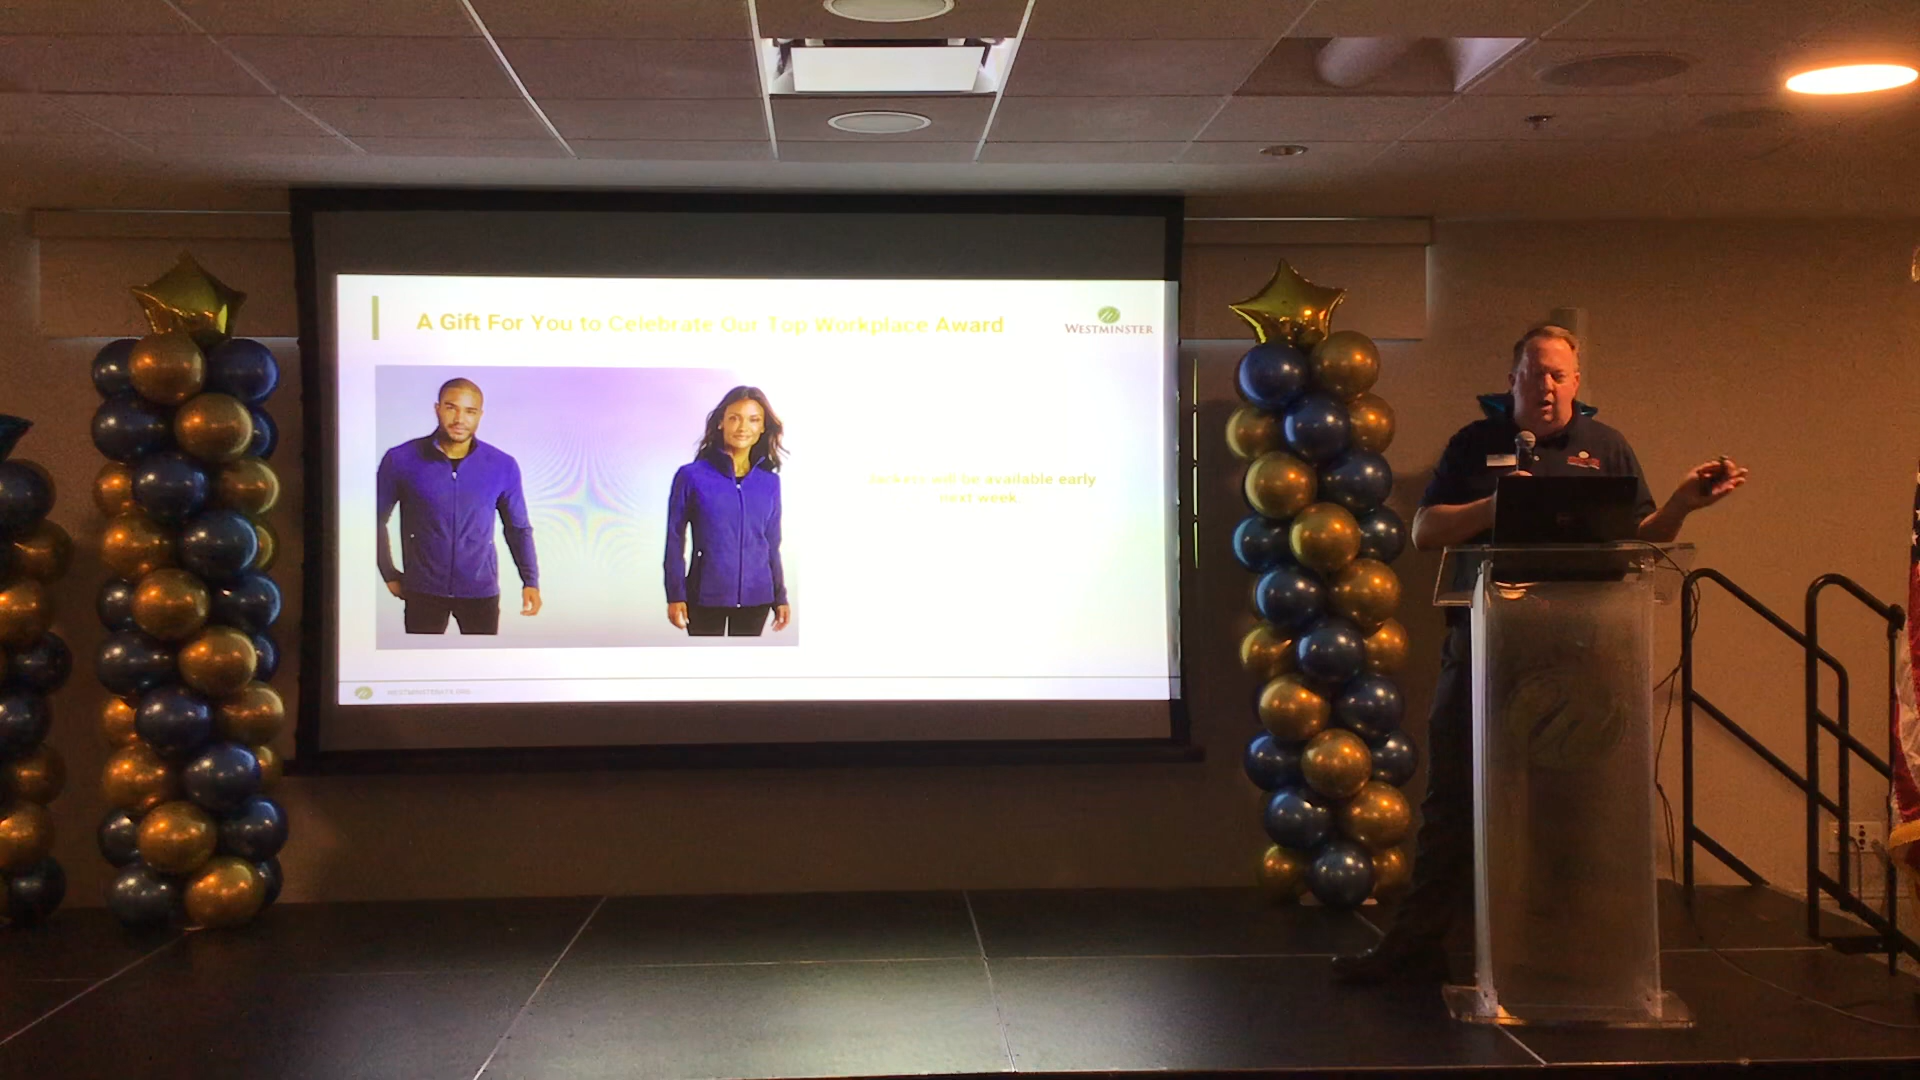 A Gift For You to Celebrate Our Top Workplace Award
WESTMINSTER
Jackets will be available early
next week.